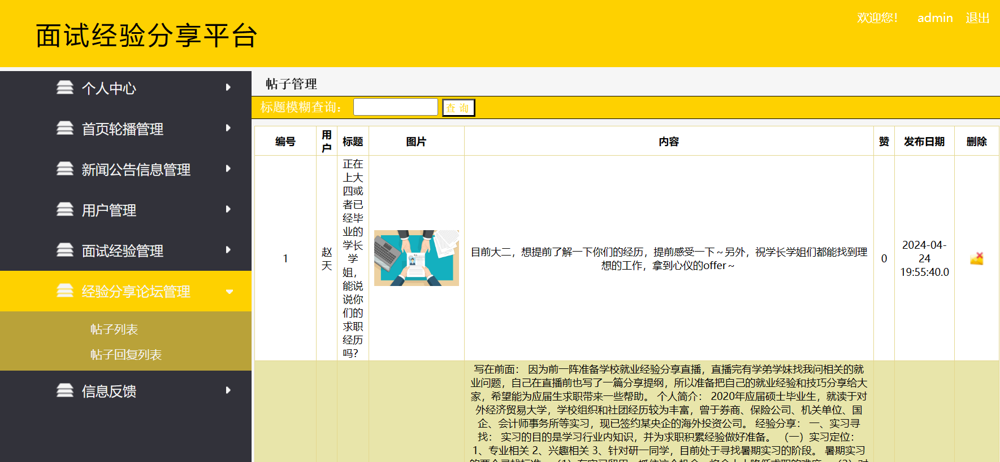 面试经验分享平台
欢迎您！ admin 退出
个人中心
首页轮播管理
新闻公告信息管理
用户管理
面试经验管理
经验分享论坛管理
帖子列表
帖子回复列表
信息反馈
帖子管理
标题模糊查询： 查 询
编号 用户 标题 图片 内容 赞 发布日期 删除
1
赵
天
正在
上大
四或
者已
经毕
业的
学长
学
姐，
能说
说你
们的
求职
经历
吗？
目前大二，想提前了解一下你们的经历，提前感受一下～另外，祝学长学姐们都能找到理
想的工作，拿到心仪的offer～
0
2024-04-
24
19:55:40.0
写在前面： 因为前一阵准备学校就业经验分享直播，直播完有学弟学妹找我问相关的就
业问题，自己在直播前也写了一篇分享提纲，所以准备把自己的就业经验和技巧分享给大
家，希望能为应届生求职带来一些帮助。 个人简介： 2020年应届硕士毕业生，就读于对
外经济贸易大学，学校组织和社团经历较为丰富，曾于券商、保险公司、机关单位、国
企、会计师事务所等实习，现已签约某央企的海外投资公司。 经验分享： 一、实习寻
找： 实习的目的是学习行业内知识，并为求职积累经验做好准备。 （一）实习定位：
1、专业相关 2、兴趣相关 3、针对研一同学，目前处于寻找暑期实习的阶段。 暑期实习